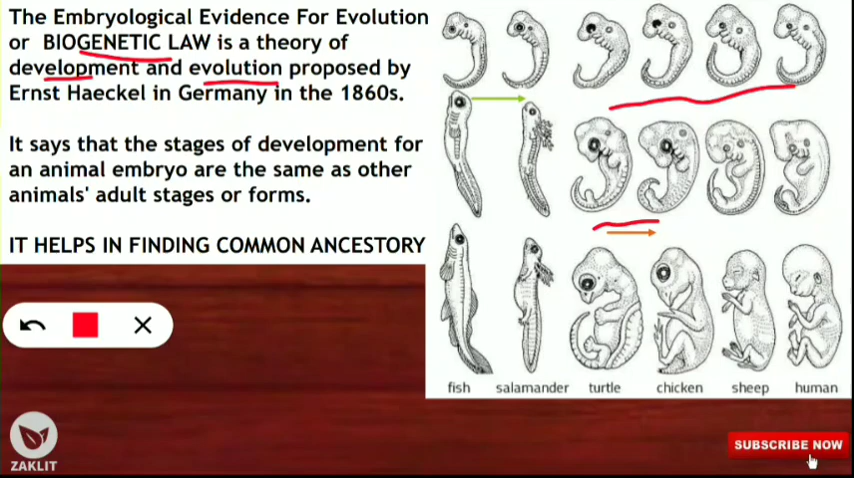 The Embryological Evidence For Evolution
or BIOGENETIC LAW is a theory of
development and evolution proposed by
Ernst Haeckel in Germany in the 1860s.
It says that the stages of development for
an animal embryo are the same as other
animals' adult stages or forms.
IT HELPS IN FINDING COMMON ANCESTORY
fish salamander turtle chicken sheep human
ZAKLIT
SUBSCRIBE NOW